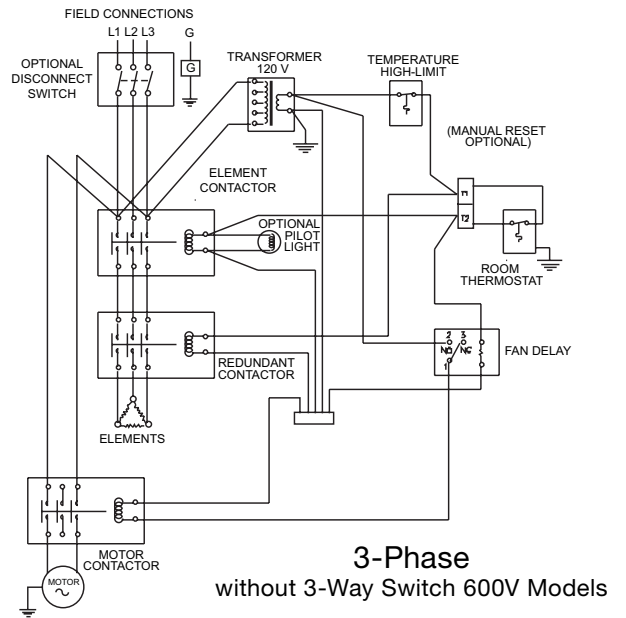 FIELD CONNECTIONS
L1 L2 L3
G
G
OPTIONAL
DISCONNECT
SWITCH
TRANSFORMER
120 V
TEMPERATURE
HIGH-LIMIT
(MANUAL RESET
OPTIONAL)
ELEMENT
CONTACTOR
OPTIONAL
PILOT
LIGHT
T1
T2
ROOM
THERMOSTAT
2 3
NO NC
1
FAN DELAY
REDUNDANT
CONTACTOR
ELEMENTS
MOTOR
CONTACTOR
MOTOR
3-Phase
without 3-Way Switch 600V Models